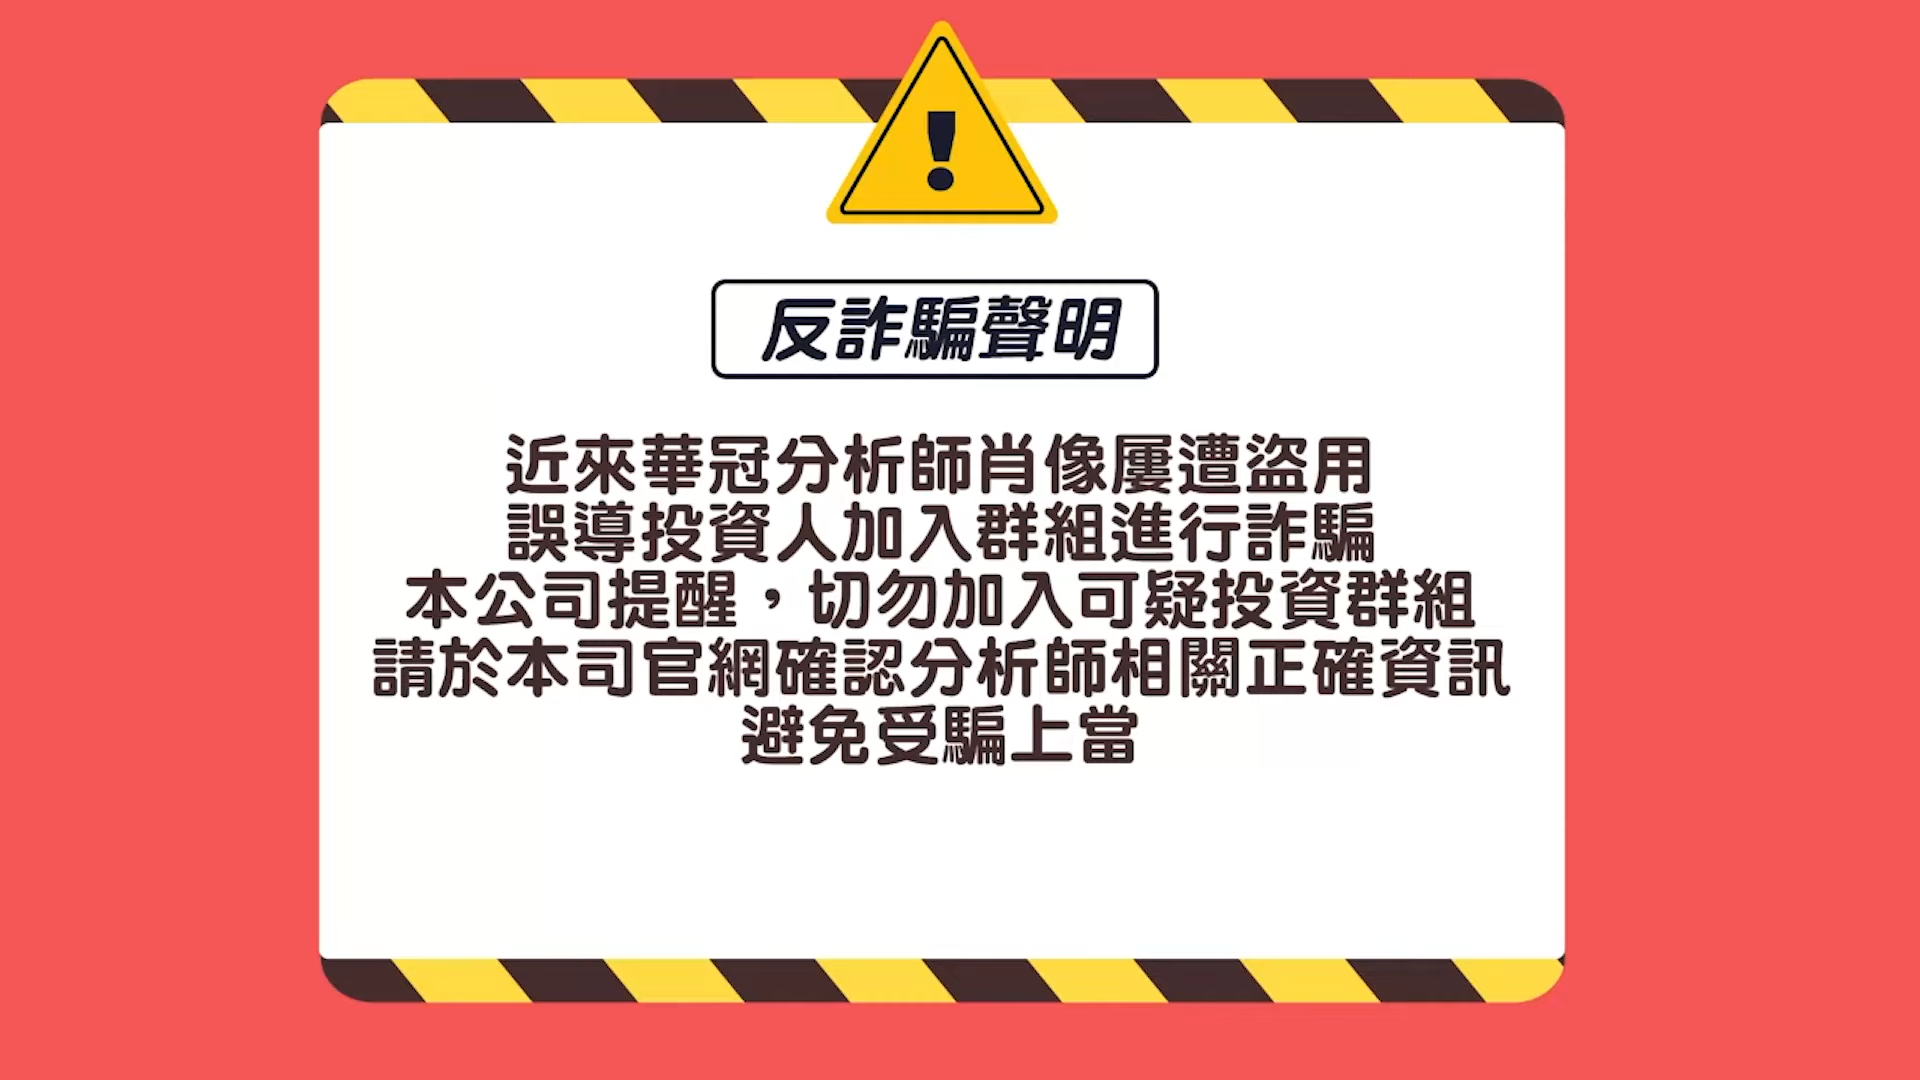 反詐騙聲明
近來華冠分析師肖像屢遭盜用
誤導投資人加入群組進行詐騙
本公司提醒，切勿加入可疑投資群組
請於本司官網確認分析師相關正確資訊
避免受騙上當